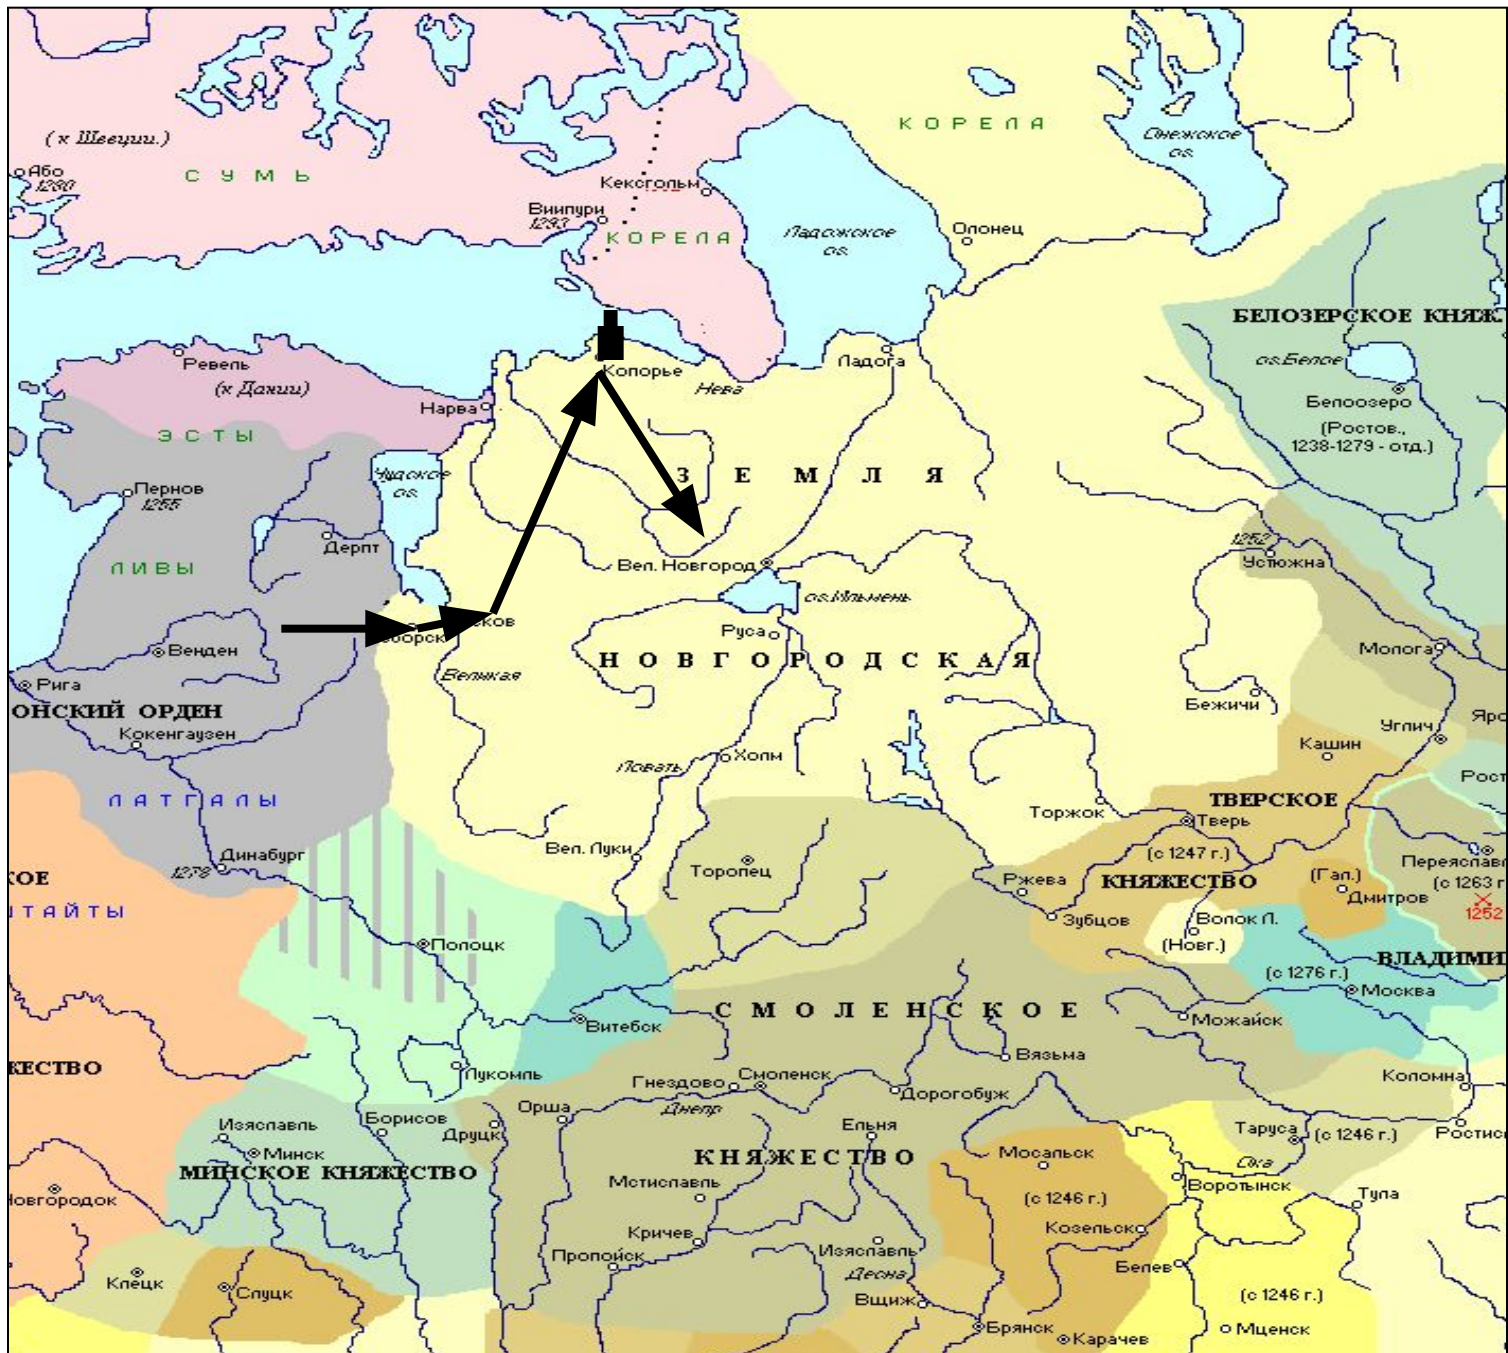 ( к Швеции.)
Або
1280
СУМЬ
Кексгольм
Виипури
1293
КОРЕЛА
КОРЕЛА
Онежское
оз.
Ладожское
оз.
Олонец
БЕЛОЗЕРСКОЕ КНЯЖ.
оз.Белое
Белоозеро
(Ростов.,
1238-1279 - отд.)
Ревель
(к Дании)
Копорье
Нева
Ладога
Нарва
ЭСТЫ
Чудское
оз.
ЗЕМЛЯ
Пернов
1255
Дерпт
ЛИВЫ
Вел. Новгород
оз.Ильмень
1252
Устюжна
Руса
Венден
Рига
Великая
НОВГОРОДСКАЯ
Молога
Бежичи
ОНСКИЙ ОРДЕН
Кокенгаузен
Углич
Яро
Кашин
Холм
Ловать
Рост
ЛАТГАЛЫ
Торжок
ТВЕРСКОЕ
Тверь
(с 1247 г.)
Динабург
1278
Вел. Луки
Торопец
Переяслав
(с 1263 г
1252
Ржева
КНЯЖЕСТВО
(Гал.)
Дмитров
КОЕ
ТАЙТЫ
Зубцов
Волок Л.
(Новг.)
Полоцк
ВЛАДИМИ
(с 1276 г.)
Москва
Витебск
СМОЛЕНСКОЕ
Можайск
Вязьма
ЖЕСТВО
Лукомль
Гнездово
Смоленск
Дорогобуж
Коломна
Днепр
Орша
Изяславль
Борисов
Друцк
Ельня
Таруса
(с 1246 г.)
Ростис
Минск
МИНСКОЕ КНЯЖЕСТВО
КНЯЖЕСТВО
Мосальск
Ока
Новгородок
Мстиславль
(с 1246 г.)
Воротынск
Тула
Кричев
Козельск
Пропойск
Изяславль
Десна
Белев
Клецк
Слуцк
Вщиж
(с 1246 г.)
Брянск
Карачев
Мценск